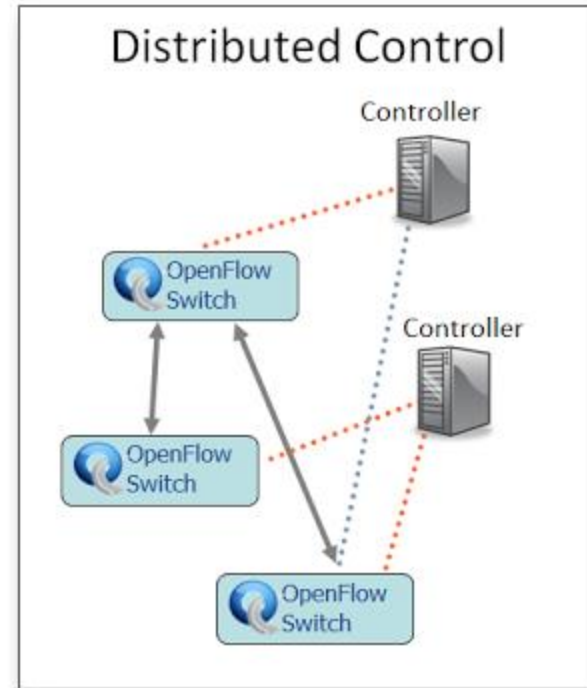 Distributed Control
Controller
OpenFlow
Switch
Controller
OpenFlow
Switch
OpenFlow
Switch